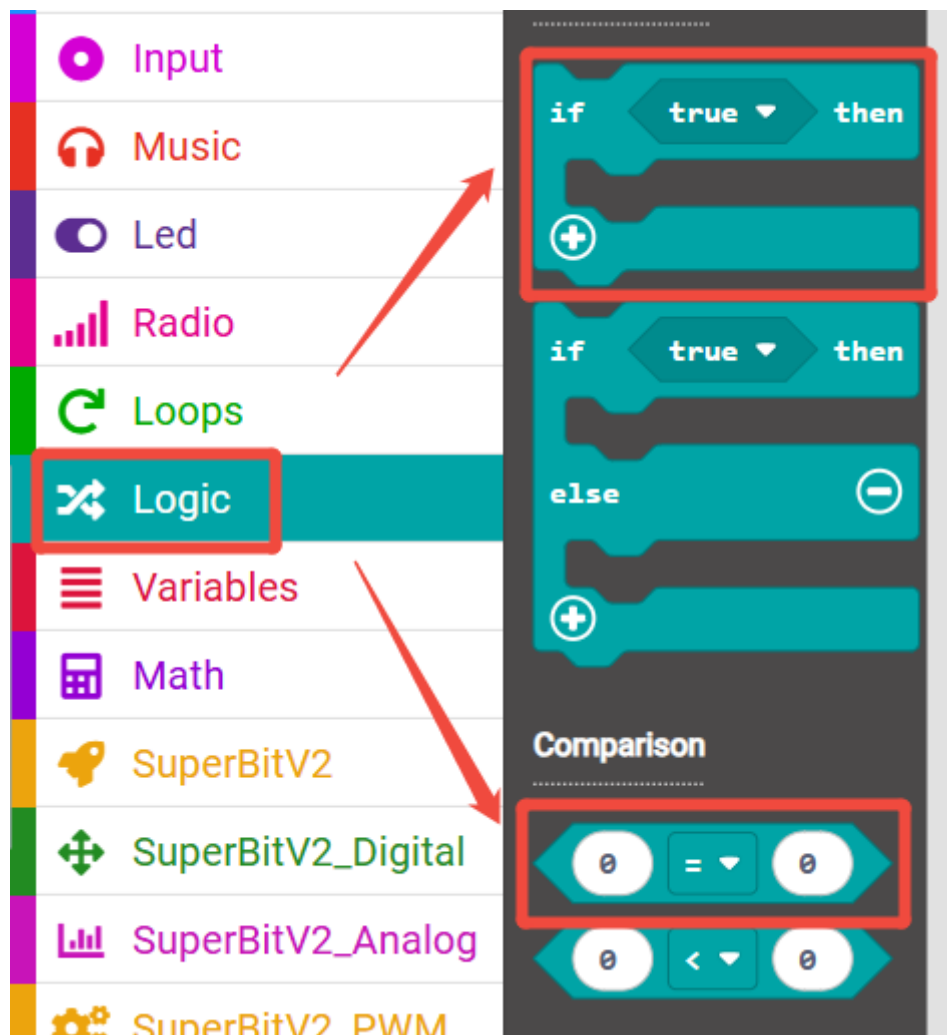 Input
Music
Led
Radio
Loops
Logic
Variables
Math
SuperBitV2
SuperBitV2_Digital
SuperBitV2_Analog
SuperBitV2_PWM
if true then
if true then
else
Comparison
0 = 0
0 < 0